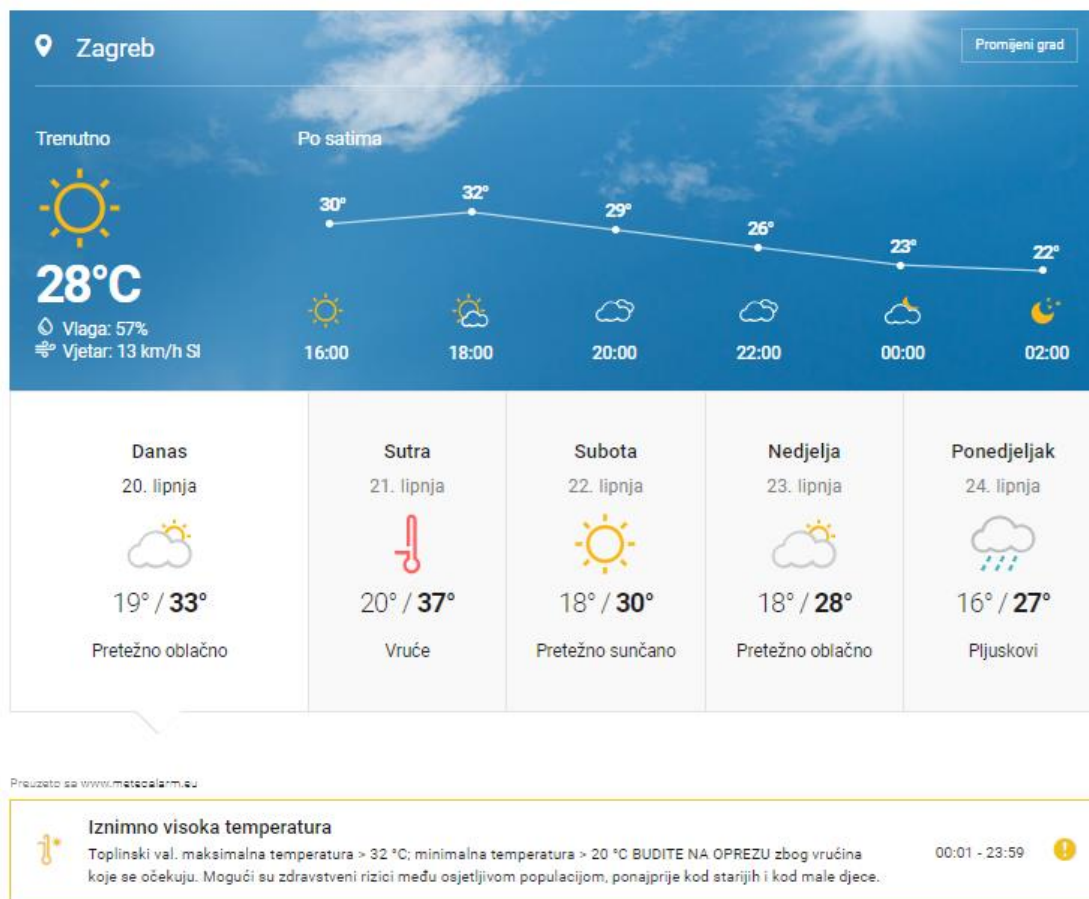 Zagreb
Promijeni grad
Trenutno
Po satima
30° 32° 29° 26° 23° 22°
28°C
Vlaga: 57%
Vjetar: 13 km/h SI
16:00 18:00 20:00 22:00 00:00 02:00
Danas Sutra Subota Nedjelja Ponedjeljak
20. lipnja 21. lipnja 22. lipnja 23. lipnja 24. lipnja
19° / 33° 20° / 37° 18° / 30° 18° / 28° 16° / 27°
Pretežno oblačno Vruće Pretežno sunčano Pretežno oblačno Pljuskovi
Preuzeto sa www.meteoalarm.eu
Iznimno visoka temperatura
Toplinski val. maksimalna temperatura > 32 °C; minimalna temperatura > 20 °C BUDITE NA OPREZU zbog vrućina 00:01 - 23:59
koje se očekuju. Mogući su zdravstveni rizici među osjetljivom populacijom, ponajprije kod starijih i kod male djece.